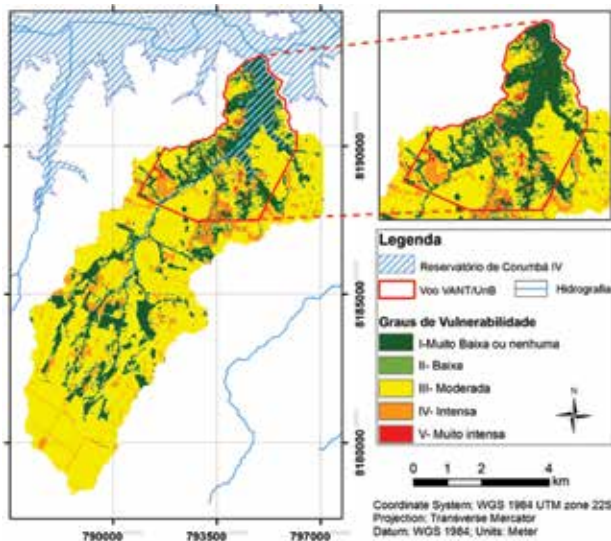 8190000
8185000
8180000
790000 793500 797000
Legenda
Reservatório de Corumbá IV
Voo VANT/UnB Hidrografia
Graus de Vulnerabilidade
I-Muito Baixa ou nenhuma
II- Baixa
III- Moderada
IV- Intensa
V- Muito intensa
N
0 1 2 4
km
Coordinate System: WGS 1984 UTM zone 22S
Projection: Transverse Mercator
Datum: WGS 1984; Units: Meter